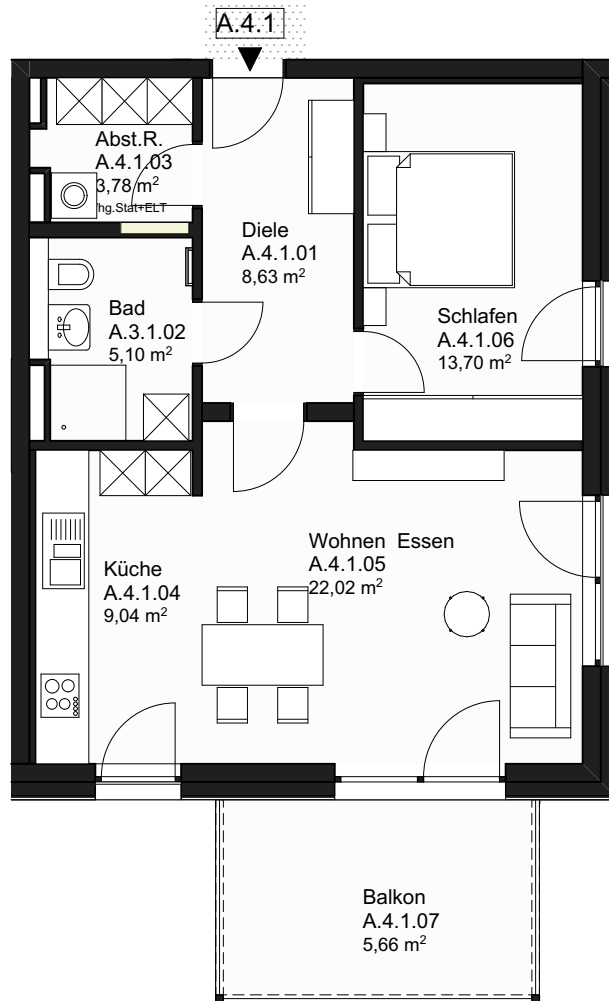 A.4.1
Abst.R.
A.4.1.03
3,78 m²
hg.Stat+ELT
Diele
A.4.1.01
8,63 m²
Bad
A.3.1.02
5,10 m²
Schlafen
A.4.1.06
13,70 m²
Küche
A.4.1.04
9,04 m²
Wohnen Essen
A.4.1.05
22,02 m²
Balkon
A.4.1.07
5,66 m²